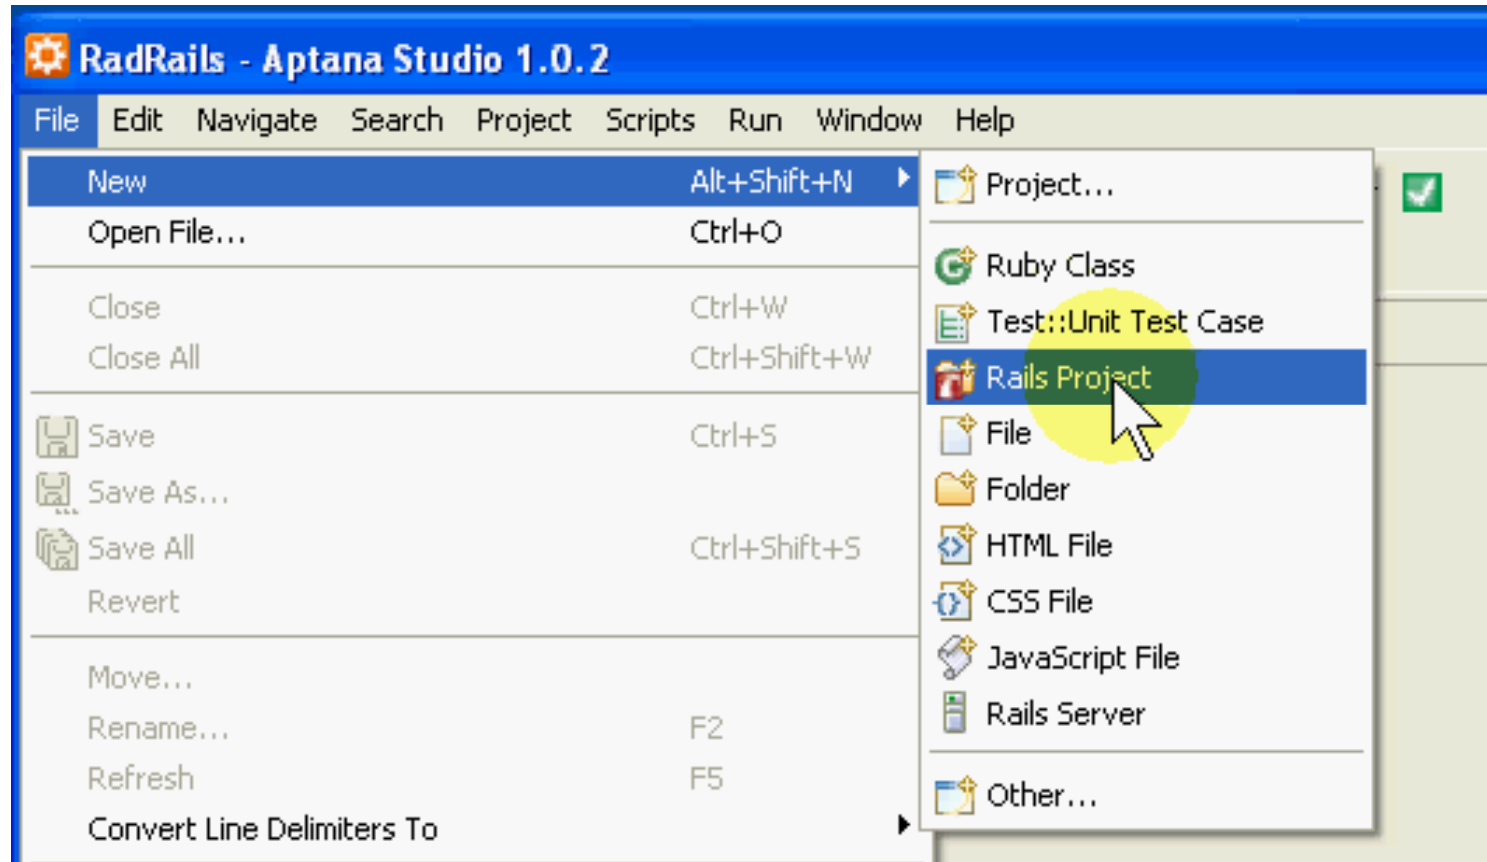 RadRails - Aptana Studio 1.0.2
File Edit Navigate Search Project Scripts Run Window Help
New Alt+Shift+N
Open File... Ctrl+O
Close Ctrl+W
Close All Ctrl+Shift+W
Save Ctrl+S
Save As...
Save All Ctrl+Shift+S
Revert
Move...
Rename... F2
Refresh F5
Convert Line Delimiters To
Project...
Ruby Class
Test::Unit Test Case
Rails Project
File
Folder
HTML File
CSS File
JavaScript File
Rails Server
Other...